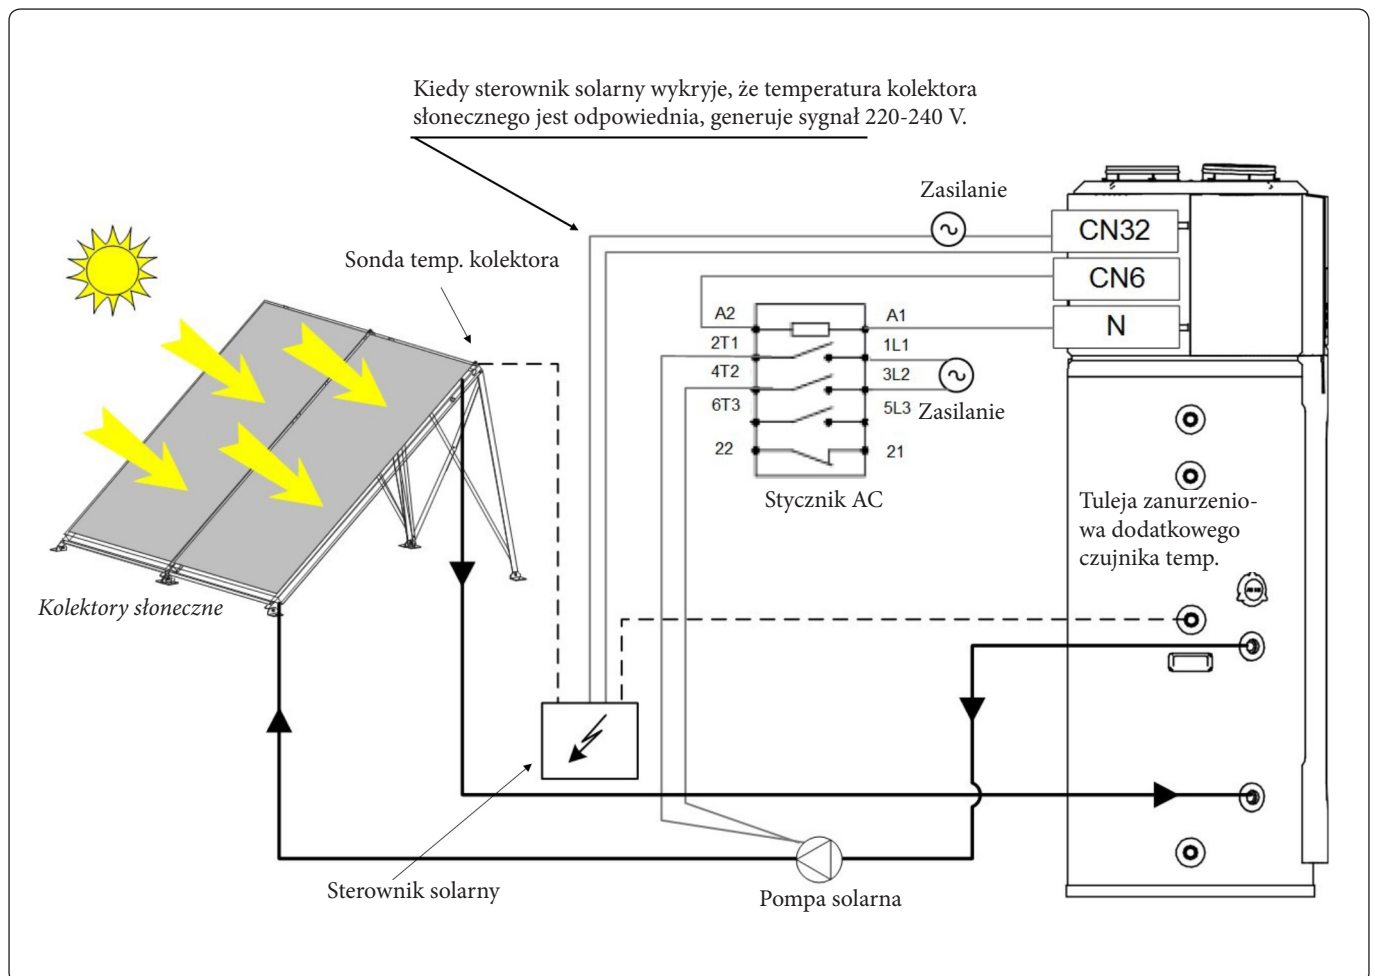 Kiedy sterownik solarny wykryje, że temperatura kolektora
słonecznego jest odpowiednia, generuje sygnał 220-240 V.
Zasilanie
CN32
Sonda temp. kolektora
CN6
A2
A1
N
2T1
1L1
4T2
3L2
6T3
5L3
Zasilanie
22
21
Stycznik AC
Tuleja zanurzenio-
wa dodatkowego
czujnika temp.
Kolektory słoneczne
Sterownik solarny
Pompa solarna